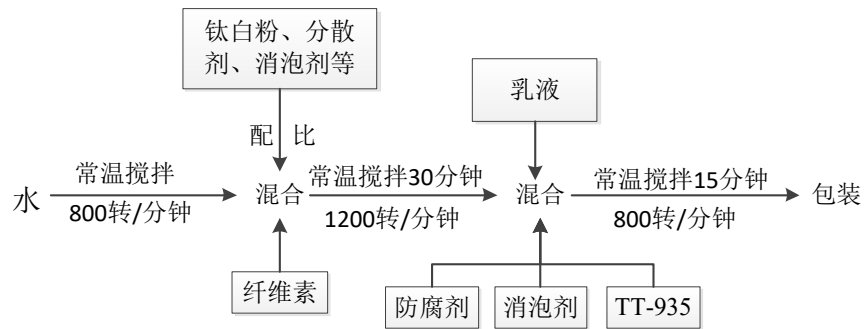 钛白粉、分散
剂、消泡剂等
乳液
配 比
水
常温搅拌
800转/分钟
混合
常温搅拌30分钟
1200转/分钟
混合
常温搅拌15分钟
800转/分钟
包装
纤维素
防腐剂
消泡剂
TT-935